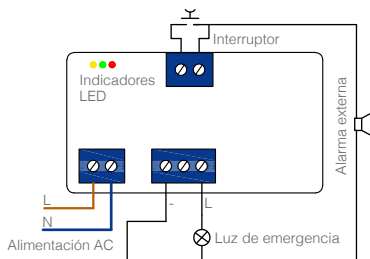 Interruptor
Indicadores
LED
Alarma externa
L
N
Alimentación AC
-
L
Luz de emergencia